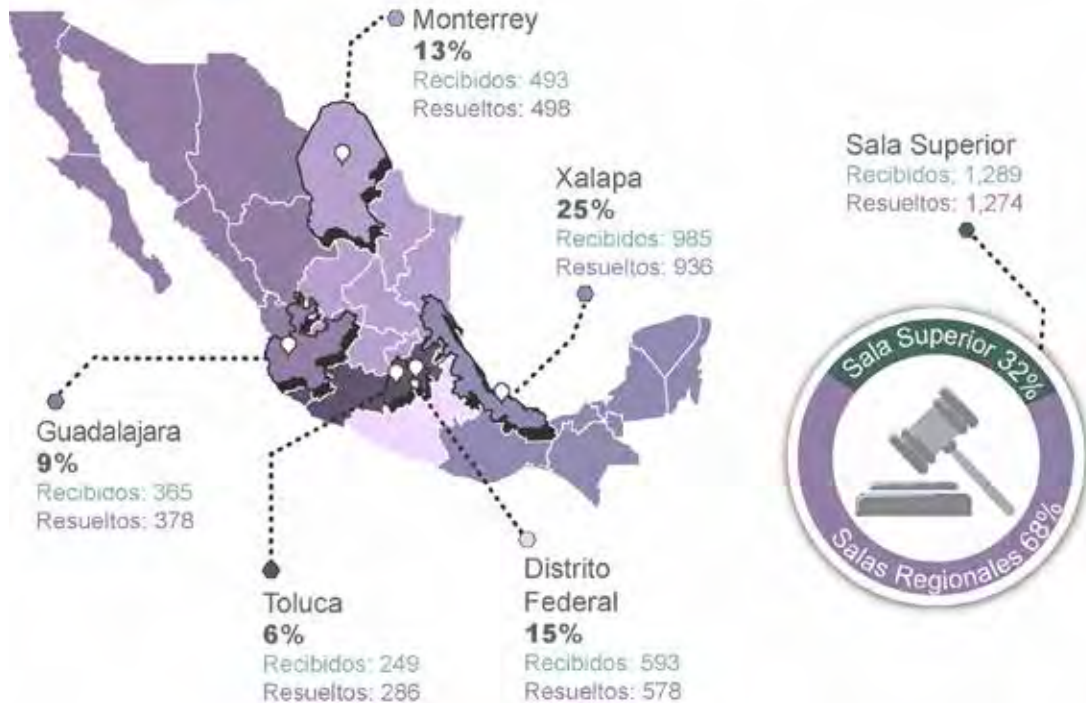 Monterrey
13%
Recibidos: 493
Resueltos: 498
Xalapa
25%
Recibidos: 985
Resueltos: 936
Sala Superior
Recibidos: 1,289
Resueltos: 1,274
Sala Superior 32%
Salas Regionales 68%
Guadalajara
9%
Recibidos: 365
Resueltos: 378
Toluca
6%
Recibidos: 249
Resueltos: 286
Distrito
Federal
15%
Recibidos: 593
Resueltos: 578